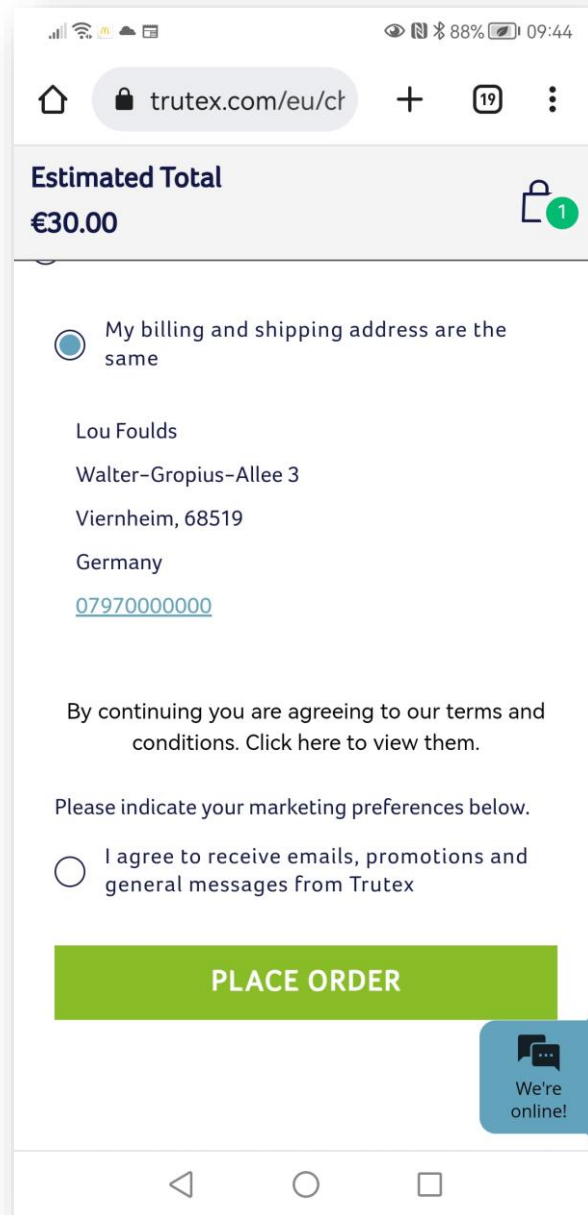 88% 09:44
trutex.com/eu/ch
19
Estimated Total
€30.00
1
My billing and shipping address are the
same
Lou Foulds
Walter-Gropius-Allee 3
Viernheim, 68519
Germany
07970000000
By continuing you are agreeing to our terms and
conditions. Click here to view them.
Please indicate your marketing preferences below.
I agree to receive emails, promotions and
general messages from Trutex
PLACE ORDER
We're
online!